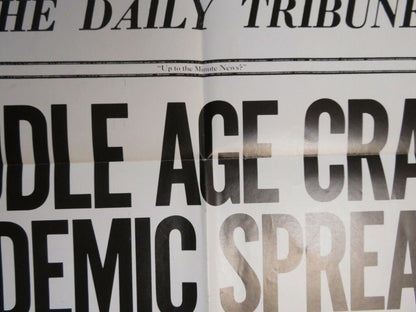 HE DAILY TRIBUNE
"Up to the Minute News?"
DDLE AGE CRA
DEMIC SPREA